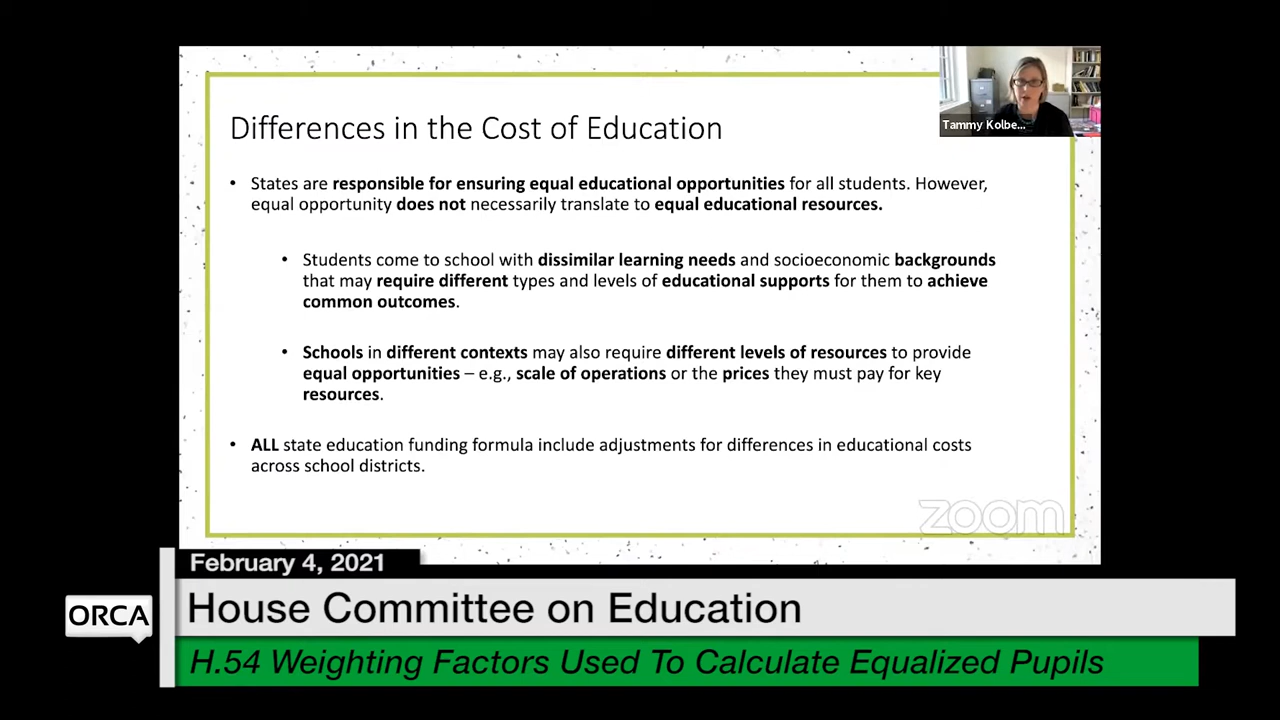 Differences in the Cost of Education
Tammy Kolbe...
• States are responsible for ensuring equal educational opportunities for all students. However,
equal opportunity does not necessarily translate to equal educational resources.
• Students come to school with dissimilar learning needs and socioeconomic backgrounds
that may require different types and levels of educational supports for them to achieve
common outcomes.
• Schools in different contexts may also require different levels of resources to provide
equal opportunities – e.g., scale of operations or the prices they must pay for key
resources.
• ALL state education funding formula include adjustments for differences in educational costs
across school districts.
zoom
February 4, 2021
ORCA
House Committee on Education
H.54 Weighting Factors Used To Calculate Equalized Pupils